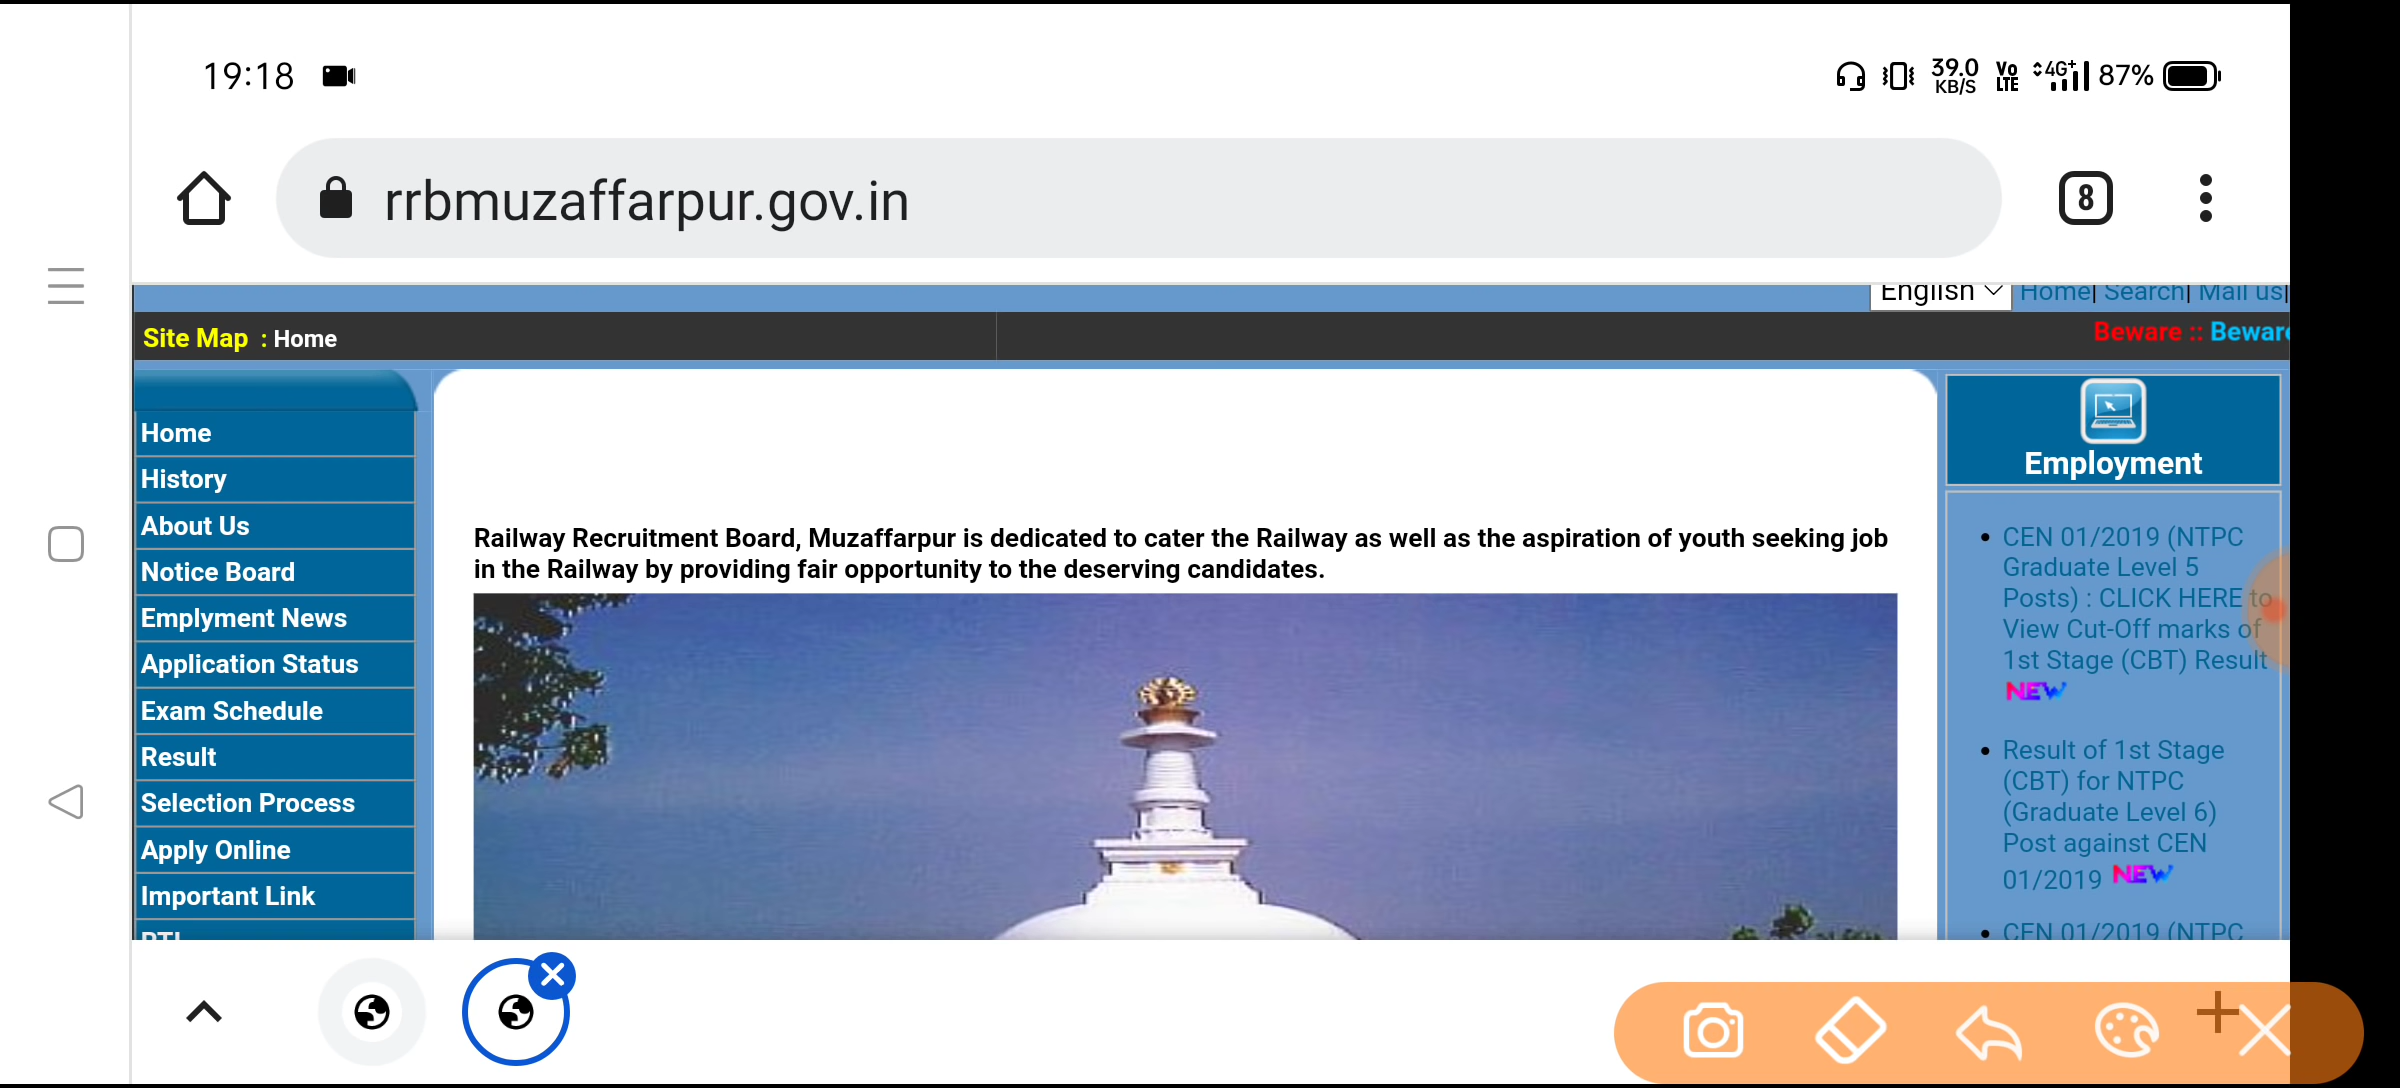 19:18
39.0 KB/S VoLTE 4G+ 87%
rrbmuzaffarpur.gov.in
8
English Home| Search| Mail us|
Site Map : Home
Beware :: Beware
Home
History
About Us
Notice Board
Emplyment News
Application Status
Exam Schedule
Result
Selection Process
Apply Online
Important Link
RTI
Railway Recruitment Board, Muzaffarpur is dedicated to cater the Railway as well as the aspiration of youth seeking job
in the Railway by providing fair opportunity to the deserving candidates.
Employment
CEN 01/2019 (NTPC
Graduate Level 5
Posts) : CLICK HERE to
View Cut-Off marks of
1st Stage (CBT) Result
NEW
Result of 1st Stage
(CBT) for NTPC
(Graduate Level 6)
Post against CEN
01/2019 NEW
CEN 01/2019 (NTPC